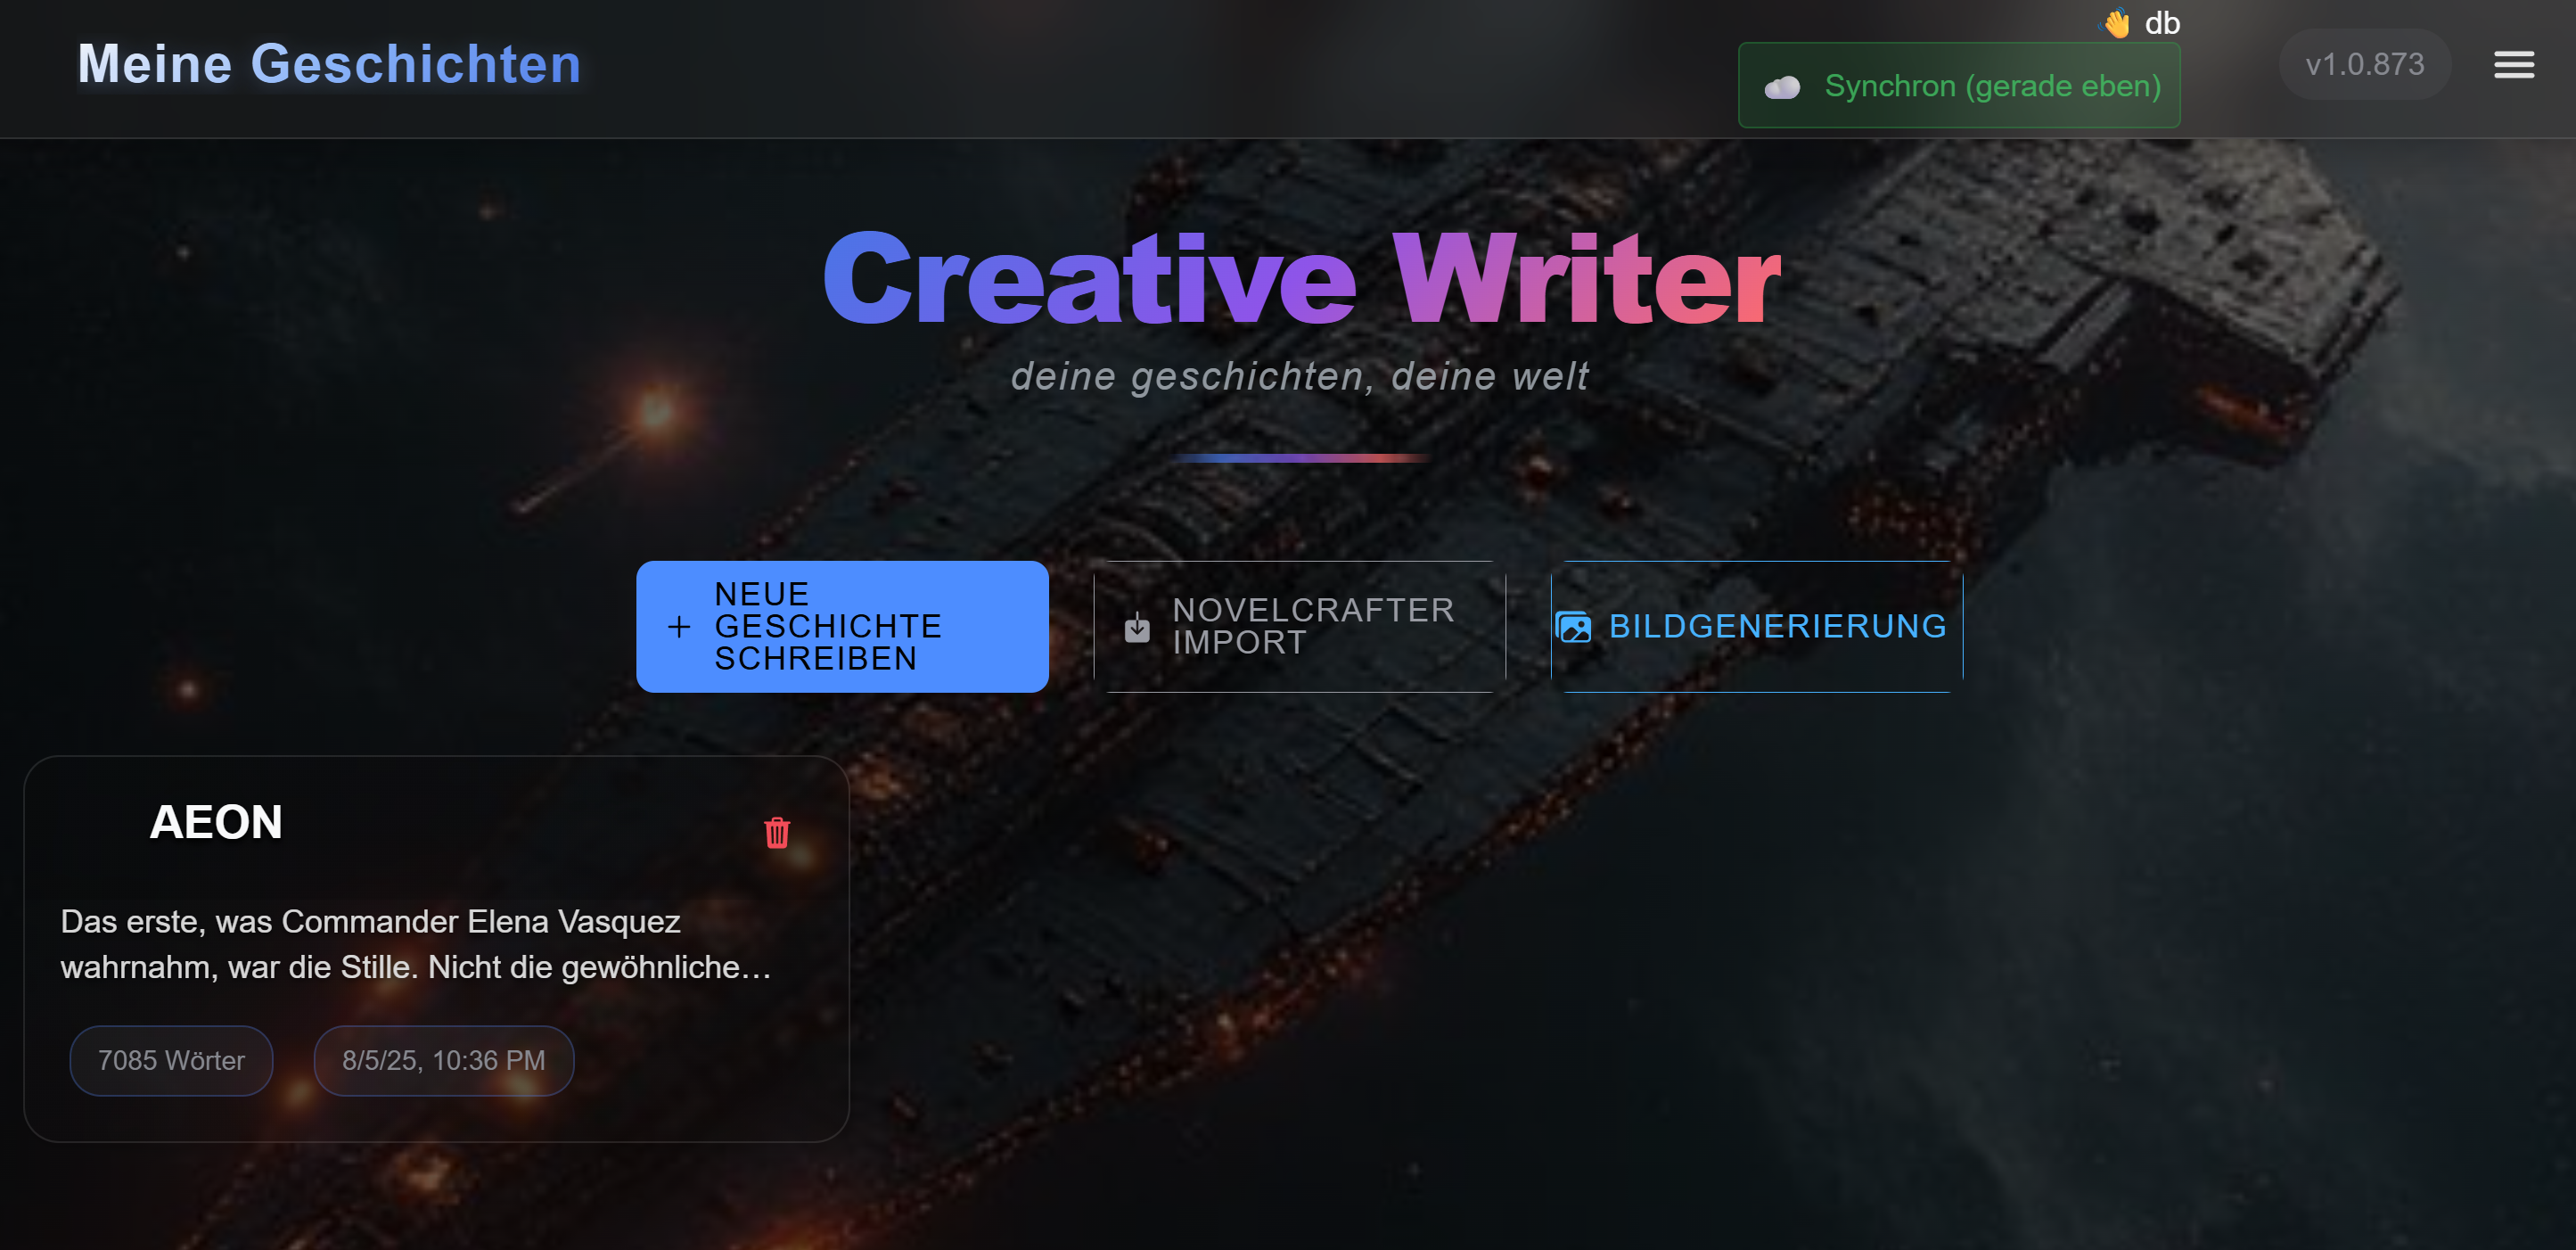 Meine Geschichten
👋 db
Synchron (gerade eben)
v1.0.873
Creative Writer
deine geschichten, deine welt
NEUE
GESCHICHTE
SCHREIBEN
NOVELCRAFTER
IMPORT
BILDGENERIERUNG
AEON
Das erste, was Commander Elena Vasquez
wahrnahm, war die Stille. Nicht die gewöhnliche…
7085 Wörter
8/5/25, 10:36 PM